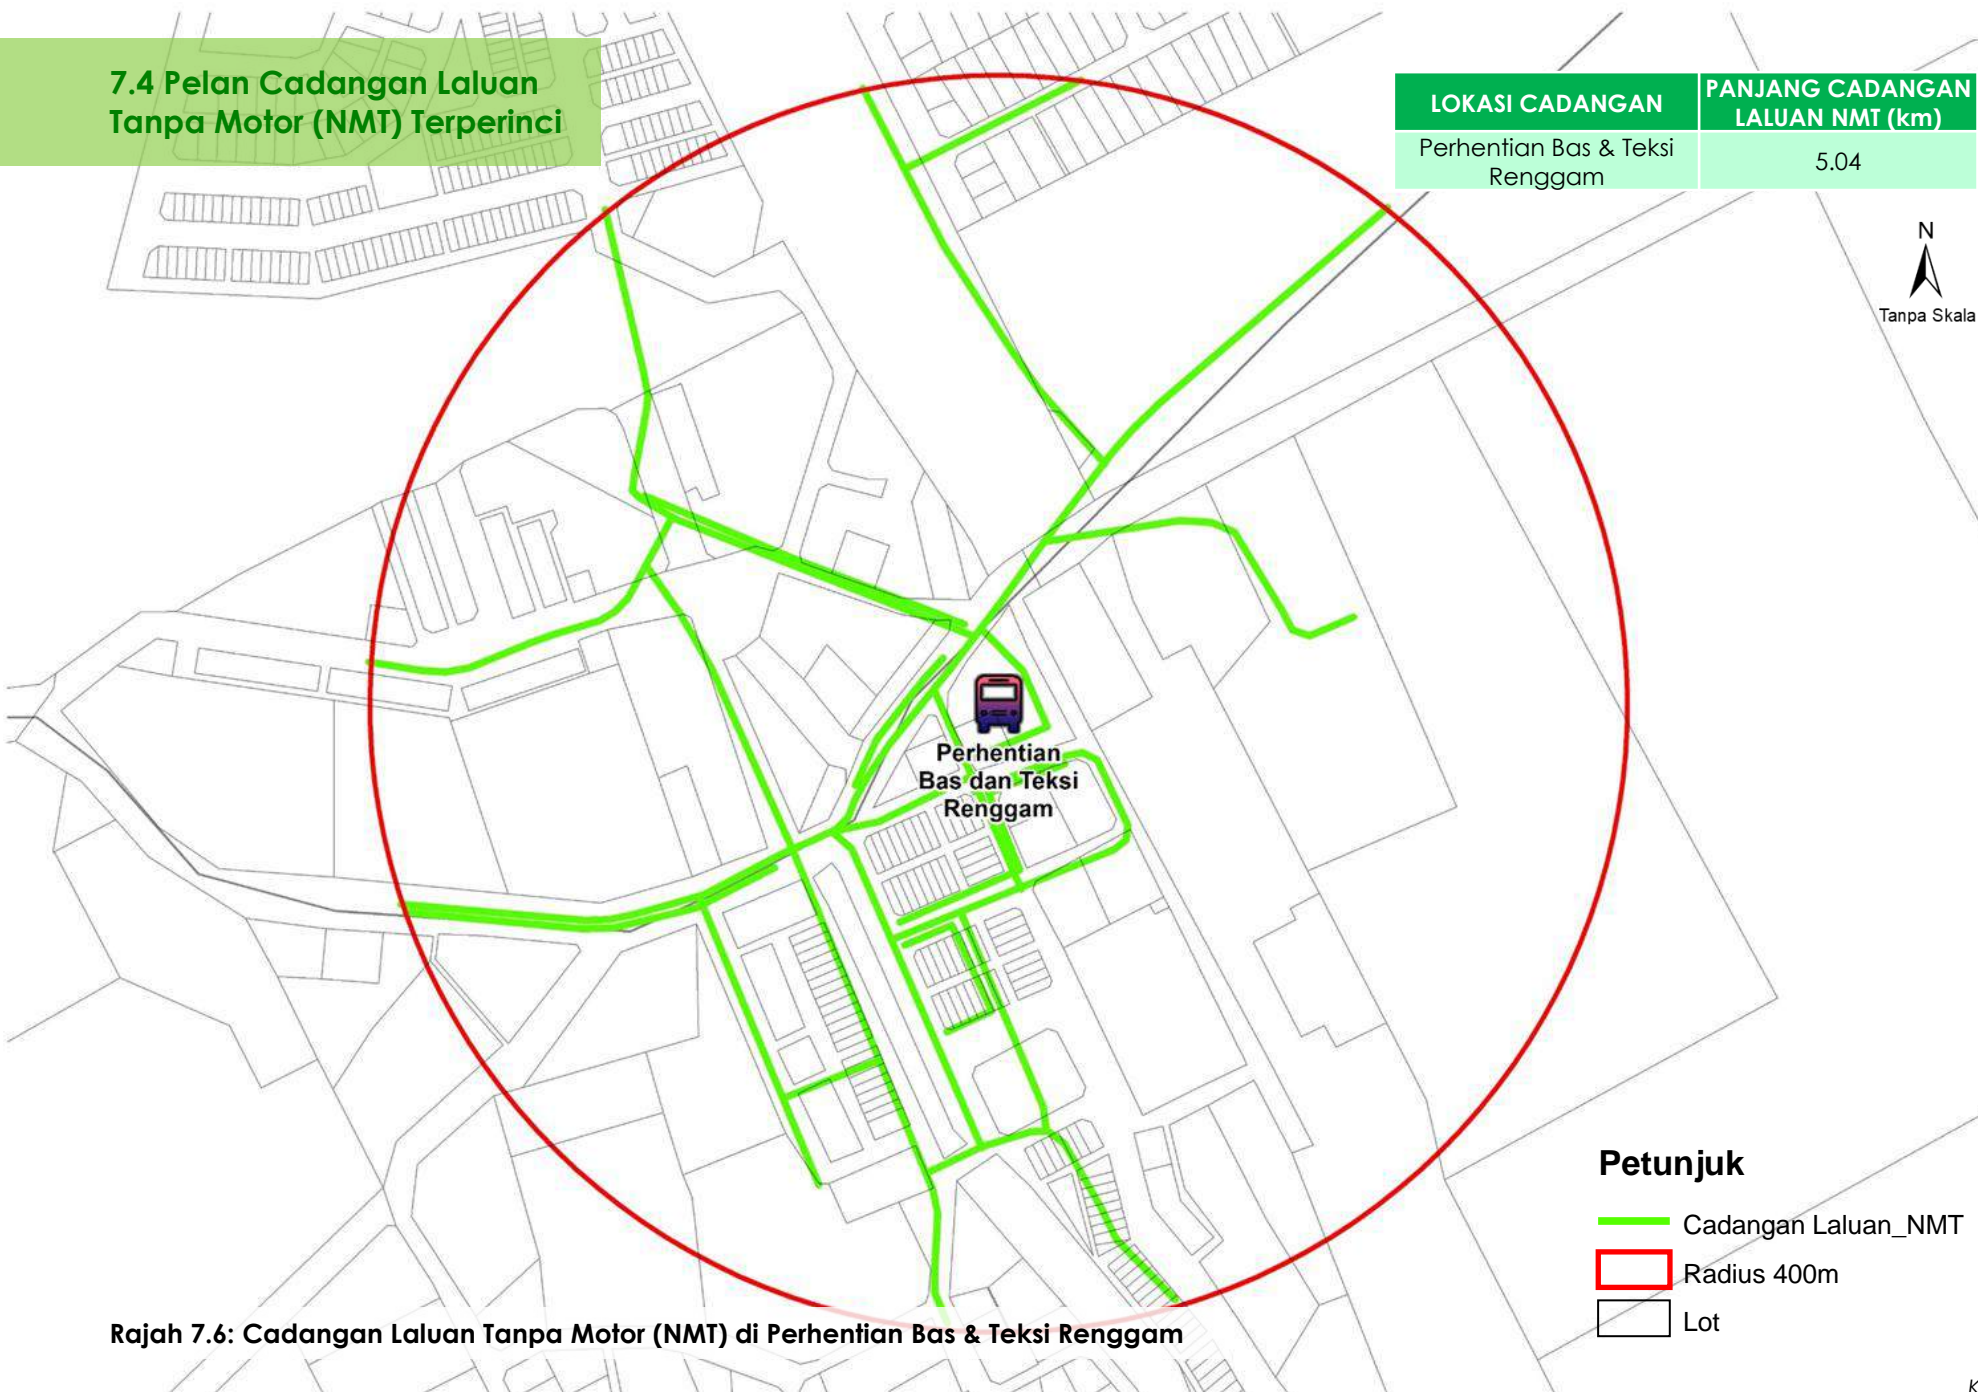 7.4 Pelan Cadangan Laluan
Tanpa Motor (NMT) Terperinci
LOKASI CADANGAN
PANJANG CADANGAN
LALUAN NMT (km)
Perhentian Bas & Teksi
Renggam
5.04
N
Tanpa Skala
Perhentian
Bas dan Teksi
Renggam
Petunjuk
Cadangan Laluan_NMT
Radius 400m
Lot
Rajah 7.6: Cadangan Laluan Tanpa Motor (NMT) di Perhentian Bas & Teksi Renggam